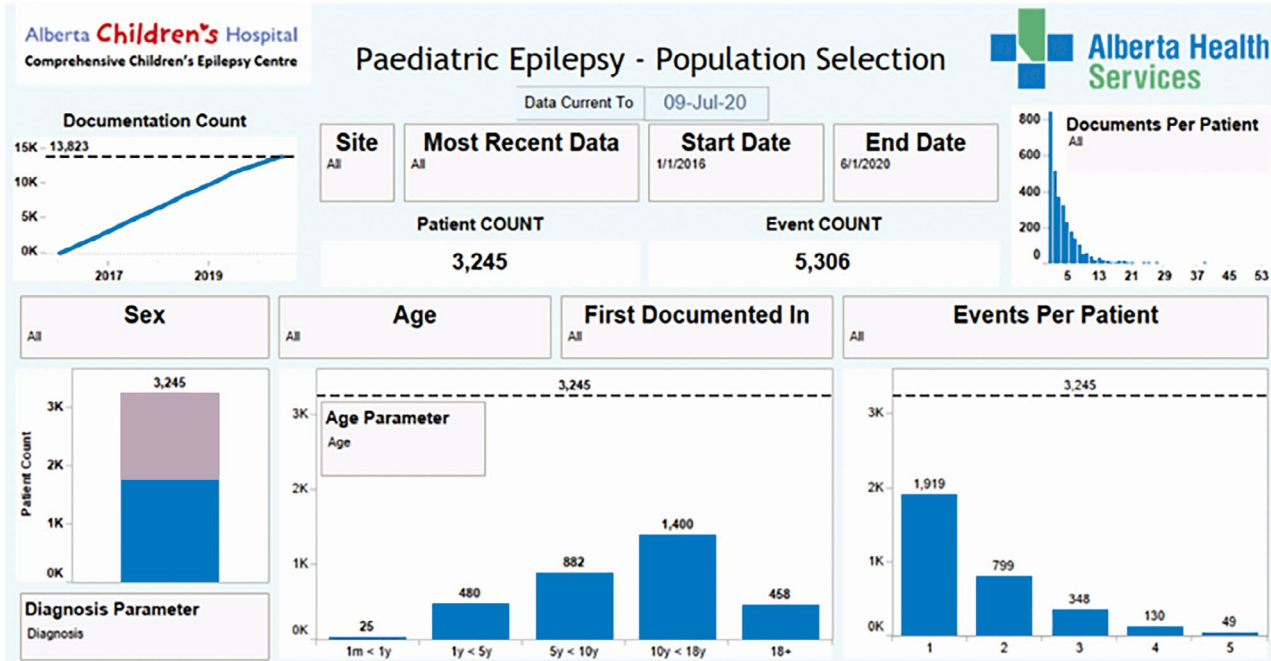 Alberta Children's Hospital
Comprehensive Children's Epilepsy Centre
Paediatric Epilepsy - Population Selection
Alberta Health
Services
Data Current To 09-Jul-20
Documentation Count
15K
13,823
10K
5K
0K
2017 2019
Site
All
Most Recent Data
All
Start Date
1/1/2016
End Date
6/1/2020
Patient COUNT
3,245
Event COUNT
5,306
Documents Per Patient
All
800
600
400
200
0
5 13 21 29 37 45 53
Sex
All
Age
All
First Documented In
All
Events Per Patient
All
Patient Count
3K
2K
1K
0K
3,245
Diagnosis Parameter
Diagnosis
3,245
Age Parameter
Age
3K
2K
1K
0K
25 480 882 1,400 458
1m < 1y 1y < 5y 5y < 10y 10y < 18y 18+
3,245
3K
2K
1K
0K
1,919 799 348 130 49
1 2 3 4 5